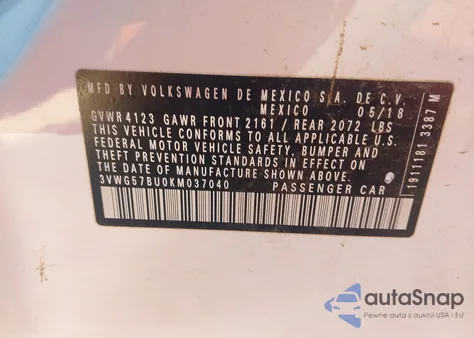 MFD BY VOLKSWAGEN DE MEXICO S.A. DE C.V.
MEXICO 05/18
GVWR 4123 GAWR FRONT 2161 / REAR 2072 LBS
THIS VEHICLE CONFORMS TO ALL APPLICABLE U.S.
FEDERAL MOTOR VEHICLE SAFETY, BUMPER AND
THEFT PREVENTION STANDARDS IN EFFECT ON
THE DATE OF MANUFACTURE SHOWN ABOVE
3VWG57BU0KM037040 PASSENGER CAR
1911181 3387 M
autaSnap
Pewne auta z aukcji USA i EU